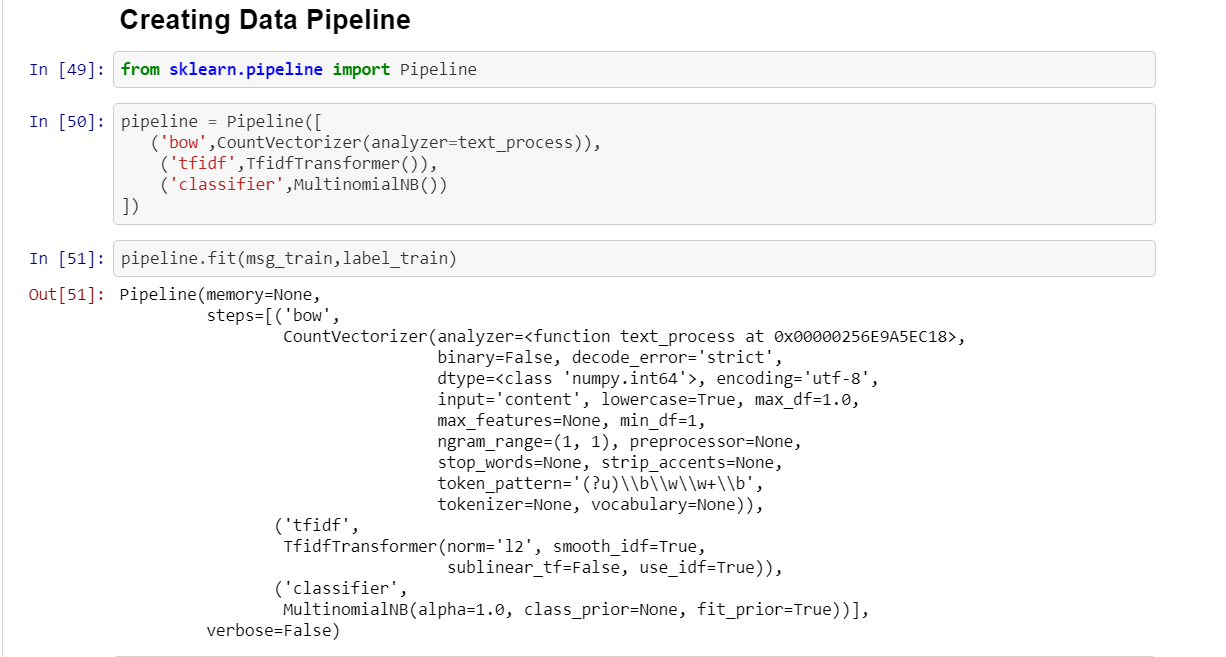 Creating Data Pipeline
In [49]: from sklearn.pipeline import Pipeline
In [50]: pipeline = Pipeline([
('bow',CountVectorizer(analyzer=text_process)),
('tfidf',TfidfTransformer()),
('classifier',MultinomialNB())
])
In [51]: pipeline.fit(msg_train,label_train)
Out[51]: Pipeline(memory=None,
steps=[('bow',
CountVectorizer(analyzer=<function text_process at 0x00000256E9A5EC18>,
binary=False, decode_error='strict',
dtype=<class 'numpy.int64'>, encoding='utf-8',
input='content', lowercase=True, max_df=1.0,
max_features=None, min_df=1,
ngram_range=(1, 1), preprocessor=None,
stop_words=None, strip_accents=None,
token_pattern='(?u)\\b\\w\\w+\\b',
tokenizer=None, vocabulary=None)),
('tfidf',
TfidfTransformer(norm='l2', smooth_idf=True,
sublinear_tf=False, use_idf=True)),
('classifier',
MultinomialNB(alpha=1.0, class_prior=None, fit_prior=True))],
verbose=False)